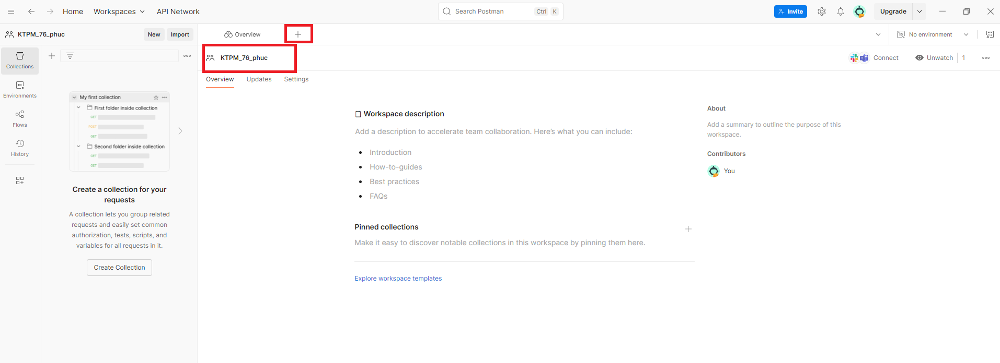 Home Workspaces API Network Search Postman Ctrl K Invite Upgrade
KTPM_76_phuc New Import Overview No environment
Collections
Environments
Flows
History
My first collection
First folder inside collection
GET
POST
GET
Second folder inside collection
GET
GET
Create a collection for your
requests
A collection lets you group related
requests and easily set common
authorization, tests, scripts, and
variables for all requests in it.
Create Collection
KTPM_76_phuc Connect Unwatch 1
Overview Updates Settings
Workspace description
Add a description to accelerate team collaboration. Here’s what you can include:
Introduction
How-to-guides
Best practices
FAQs
Pinned collections
Make it easy to discover notable collections in this workspace by pinning them here.
Explore workspace templates
About
Add a summary to outline the purpose of this
workspace.
Contributors
You